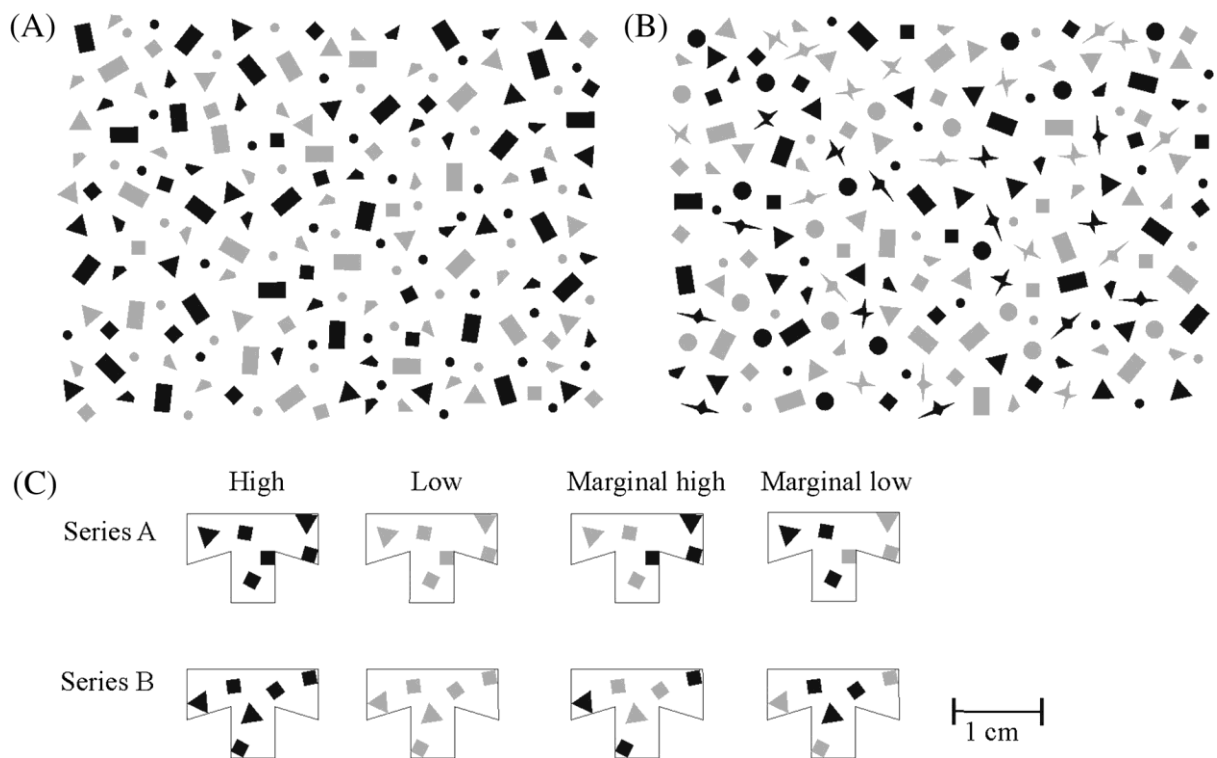 (A) (B)
(C)
High Low Marginal high Marginal low
Series A
Series B
1 cm